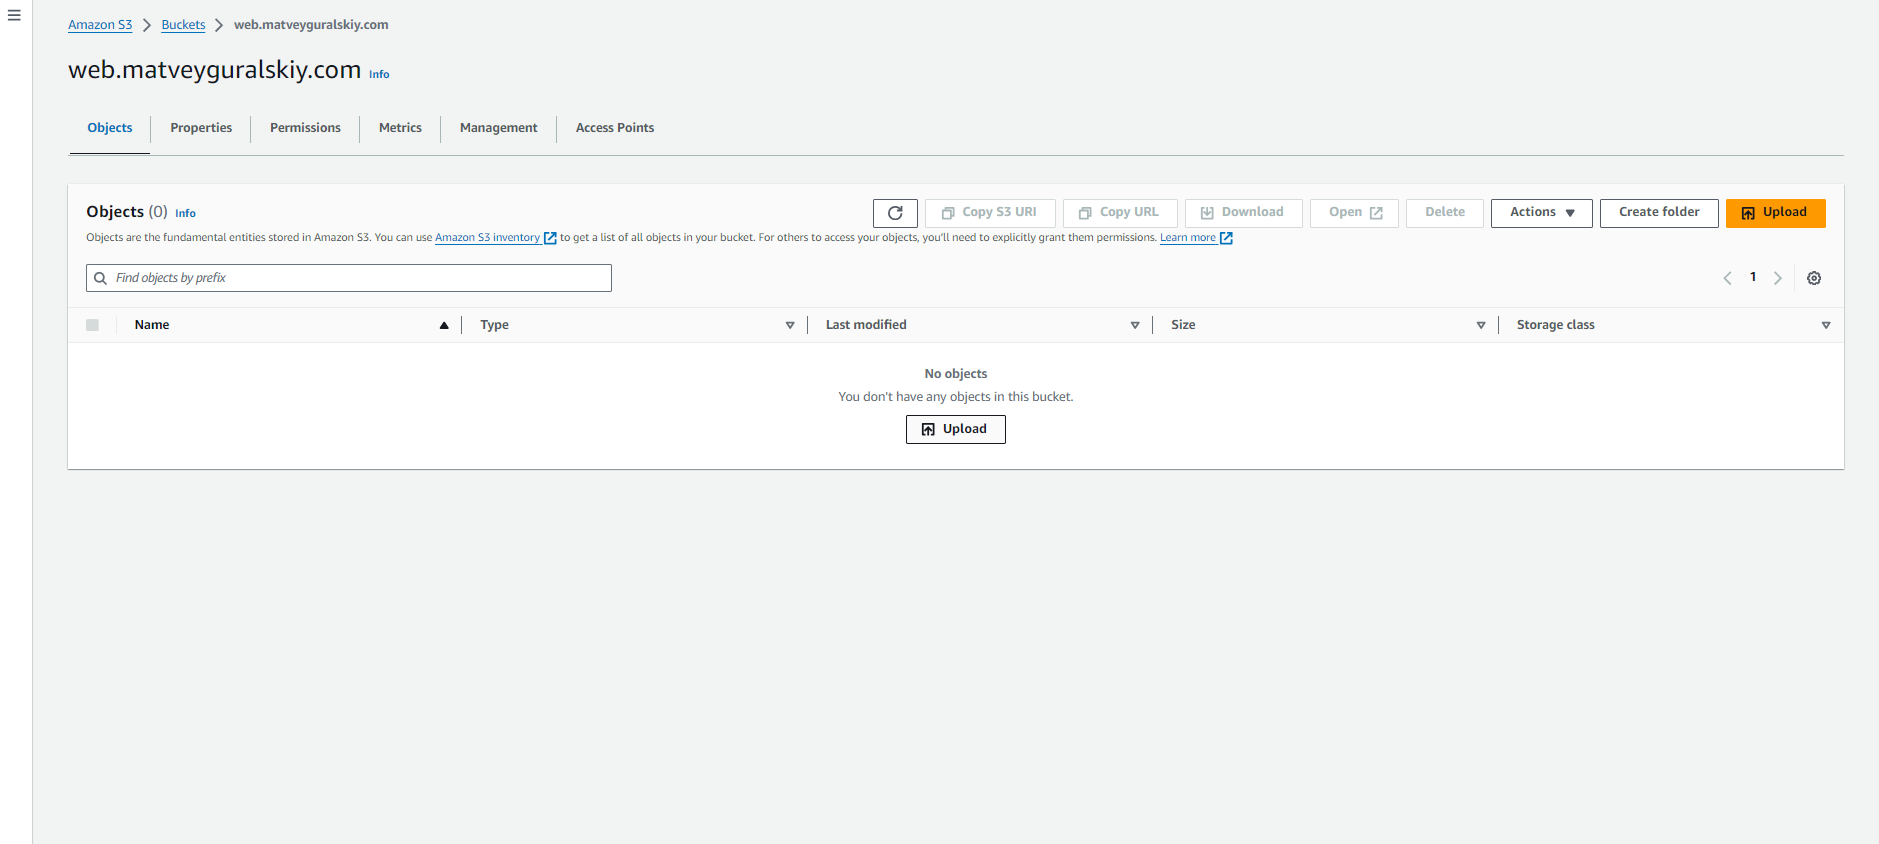 Amazon S3 Buckets web.matveyguralskiy.com
web.matveyguralskiy.com Info
Objects Properties Permissions Metrics Management Access Points
Objects (0) Info Copy S3 URI Copy URL Download Open Delete Actions Create folder Upload
Objects are the fundamental entities stored in Amazon S3. You can use Amazon S3 inventory to get a list of all objects in your bucket. For others to access your objects, you'll need to explicitly grant them permissions. Learn more
Find objects by prefix 1
Name Type Last modified Size Storage class
No objects
You don't have any objects in this bucket.
Upload